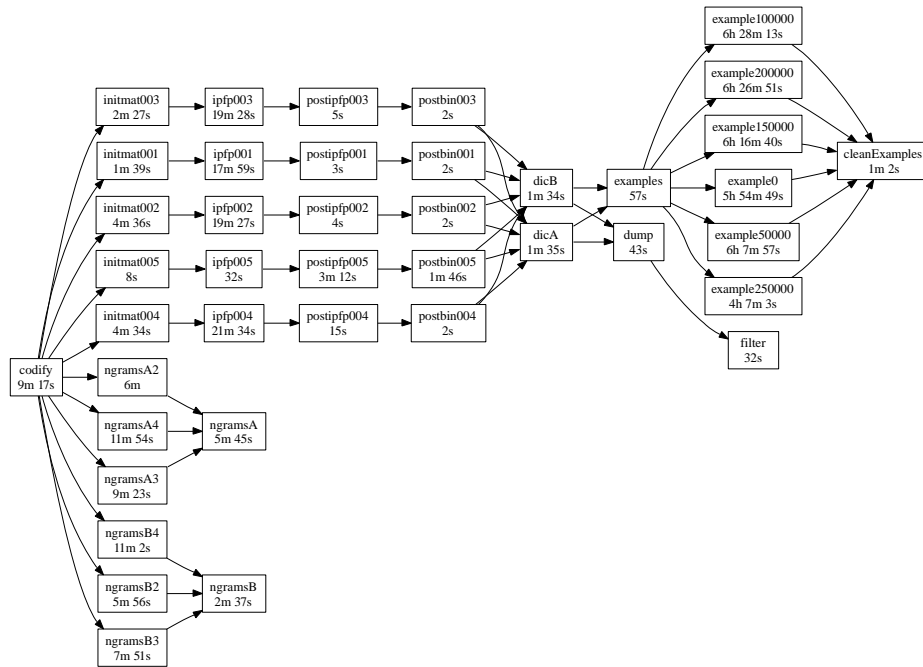 example100000
6h 28m 13s
example200000
6h 26m 51s
initmat003
2m 27s
ipfp003
19m 28s
postipfp003
5s
postbin003
2s
example150000
6h 16m 40s
cleanExamples
1m 2s
initmat001
1m 39s
ipfp001
17m 59s
postipfp001
3s
postbin001
2s
dicB
1m 34s
examples
57s
example0
5h 54m 49s
initmat002
4m 36s
ipfp002
19m 27s
postipfp002
4s
postbin002
2s
dicA
1m 35s
dump
43s
example50000
6h 7m 57s
initmat005
8s
ipfp005
32s
postipfp005
3m 12s
postbin005
1m 46s
example250000
4h 7m 3s
initmat004
4m 34s
ipfp004
21m 34s
postipfp004
15s
postbin004
2s
filter
32s
codify
9m 17s
ngramsA2
6m
ngramsA4
11m 54s
ngramsA
5m 45s
ngramsA3
9m 23s
ngramsB4
11m 2s
ngramsB2
5m 56s
ngramsB
2m 37s
ngramsB3
7m 51s